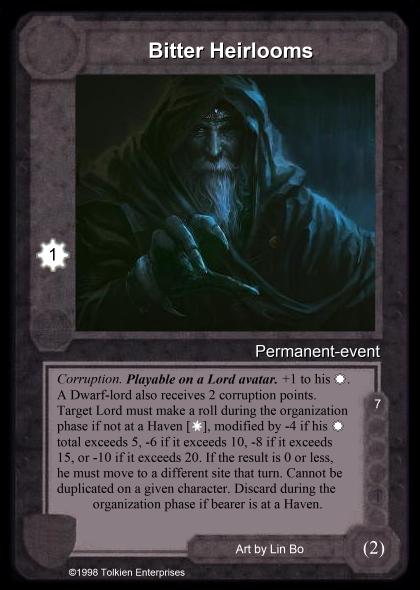 Bitter Heirlooms
1
Permanent-event
Corruption. Playable on a Lord avatar. +1 to his .
A Dwarf-lord also receives 2 corruption points.
Target Lord must make a roll during the organization
phase if not at a Haven [ ], modified by -4 if his
total exceeds 5, -6 if it exceeds 10, -8 if it exceeds
15, or -10 if it exceeds 20. If the result is 0 or less,
he must move to a different site that turn. Cannot be
duplicated on a given character. Discard during the
organization phase if bearer is at a Haven.
7
Art by Lin Bo
(2)
©1998 Tolkien Enterprises